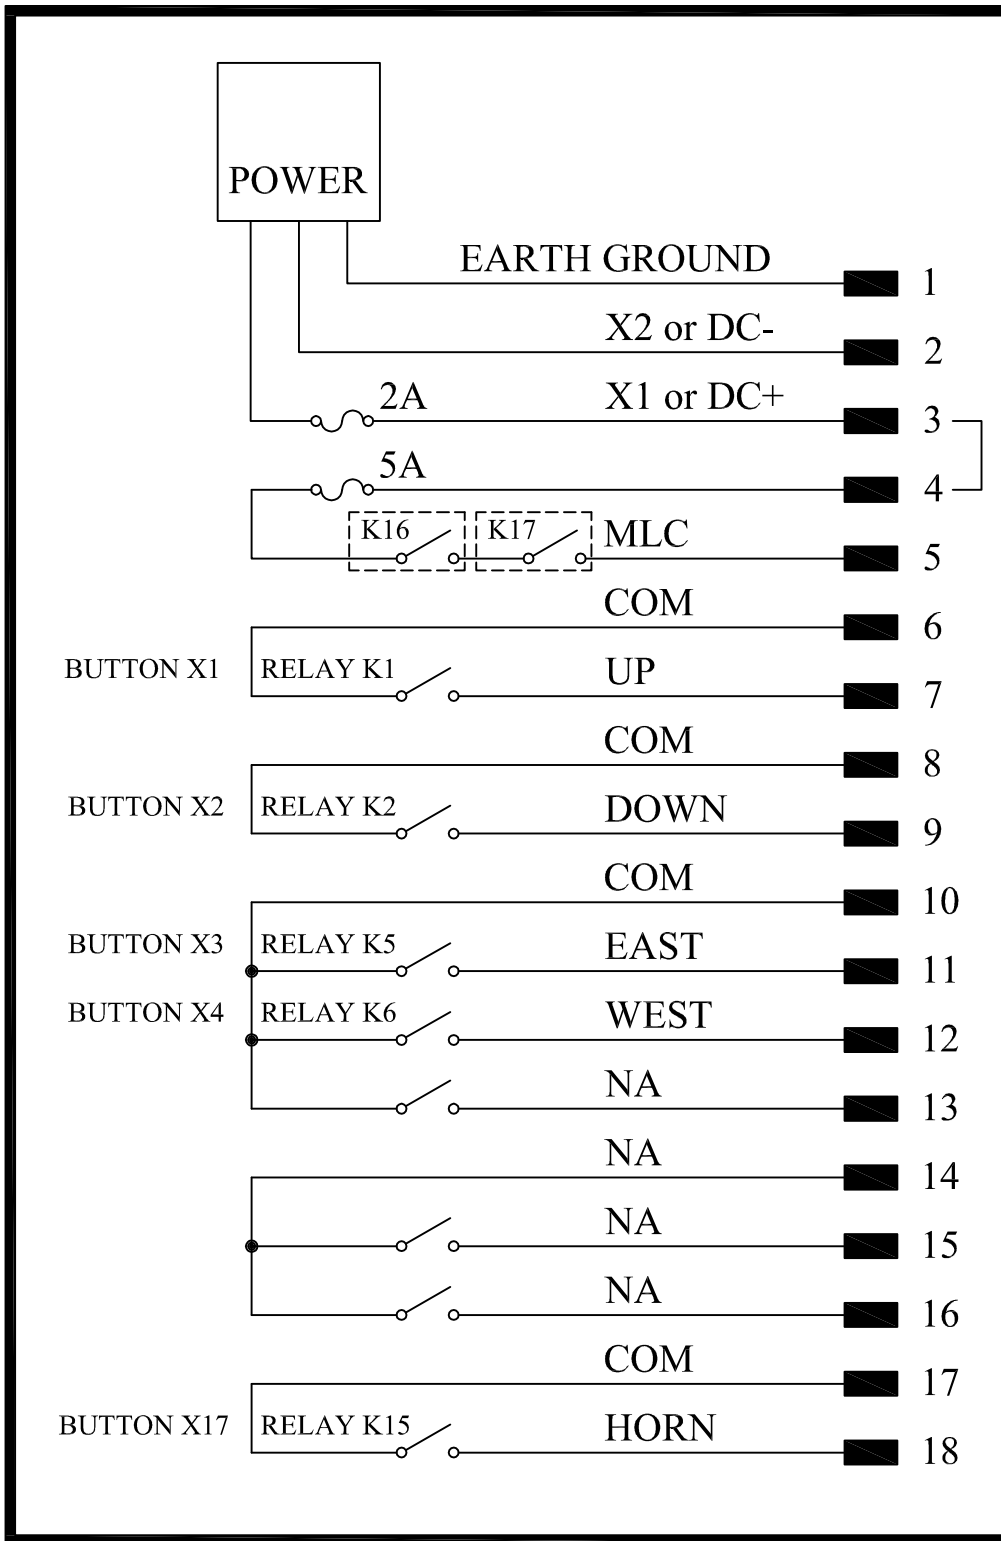 POWER
EARTH GROUND 1
X2 or DC- 2
2A X1 or DC+ 3
5A 4
K16 K17 MLC 5
COM 6
BUTTON X1 RELAY K1 UP 7
COM 8
BUTTON X2 RELAY K2 DOWN 9
COM 10
BUTTON X3 RELAY K5 EAST 11
BUTTON X4 RELAY K6 WEST 12
NA 13
NA 14
NA 15
NA 16
COM 17
BUTTON X17 RELAY K15 HORN 18